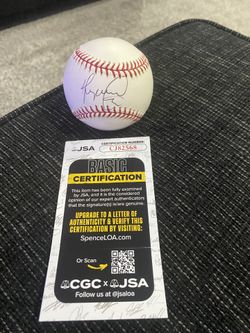 JSA
CERTIFICATION NUMBER
CJ82568
BASIC
CERTIFICATION
This item has been fully examined
by JSA, and it is the considered
opinion of our expert authenticators
that the signature(s) is/are genuine.
UPGRADE TO A LETTER OF
AUTHENTICITY & VERIFY THIS
CERTIFICATION BY VISITING:
SpenceLOA.com
Or Scan
CGC x JSA
Follow us at @jsaloa